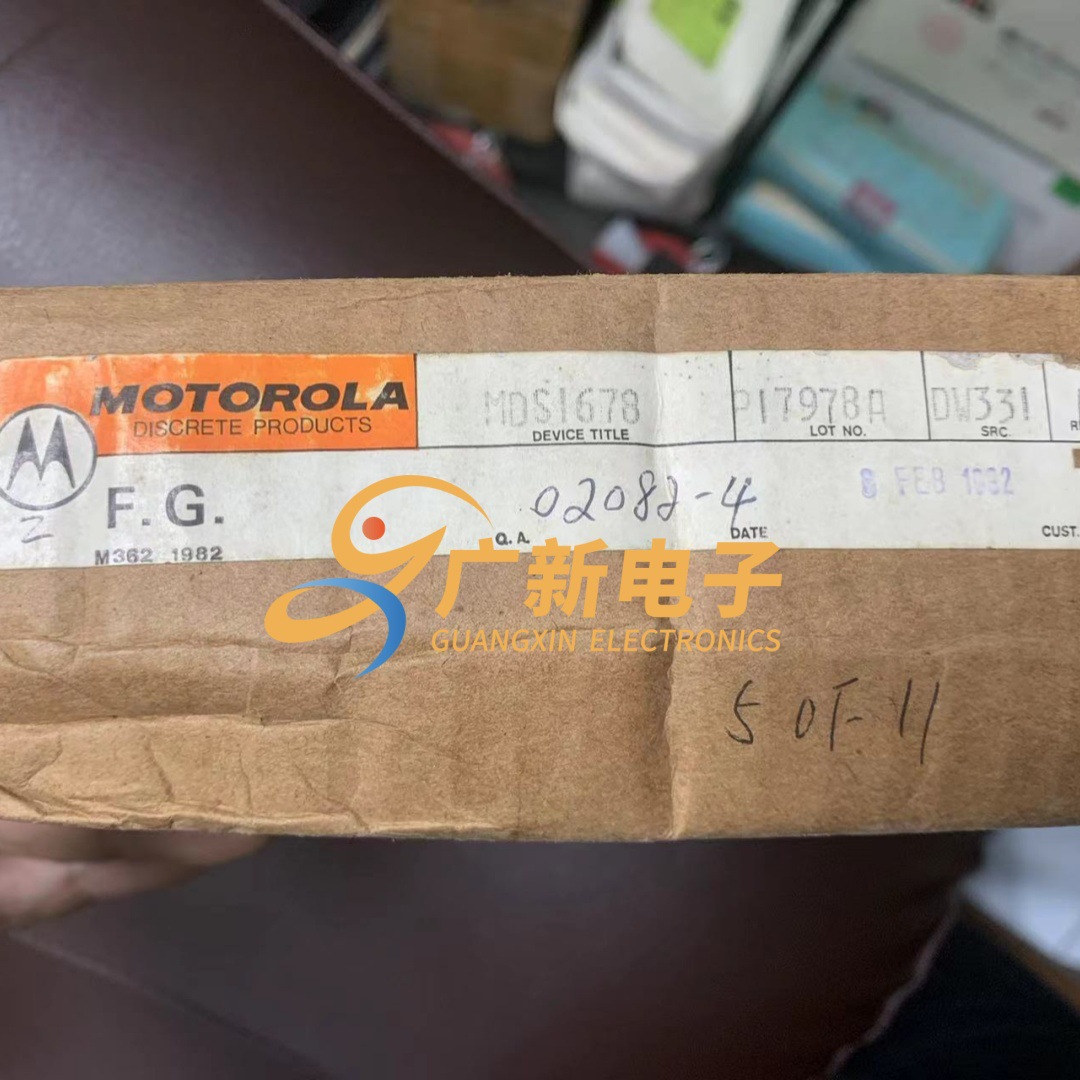 MOTOROLA
DISCRETE PRODUCTS
MDS1678
DEVICE TITLE
P17978A
LOT NO.
DW331
SRC
F.G.
M362 1982
02082-4
Q.A.
8 FEB 1982
DATE
CUST.
广新电子
GUANGXIN ELECTRONICS
5 OF 11